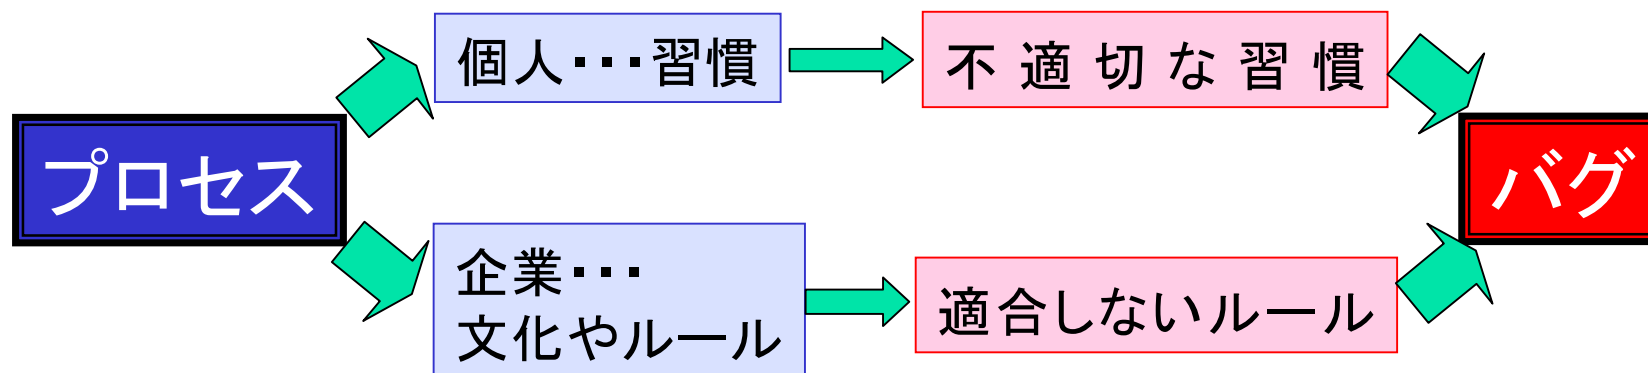 個人・・・習慣
不適切な習慣
プロセス
バグ
企業・・・
文化やルール
適合しないルール